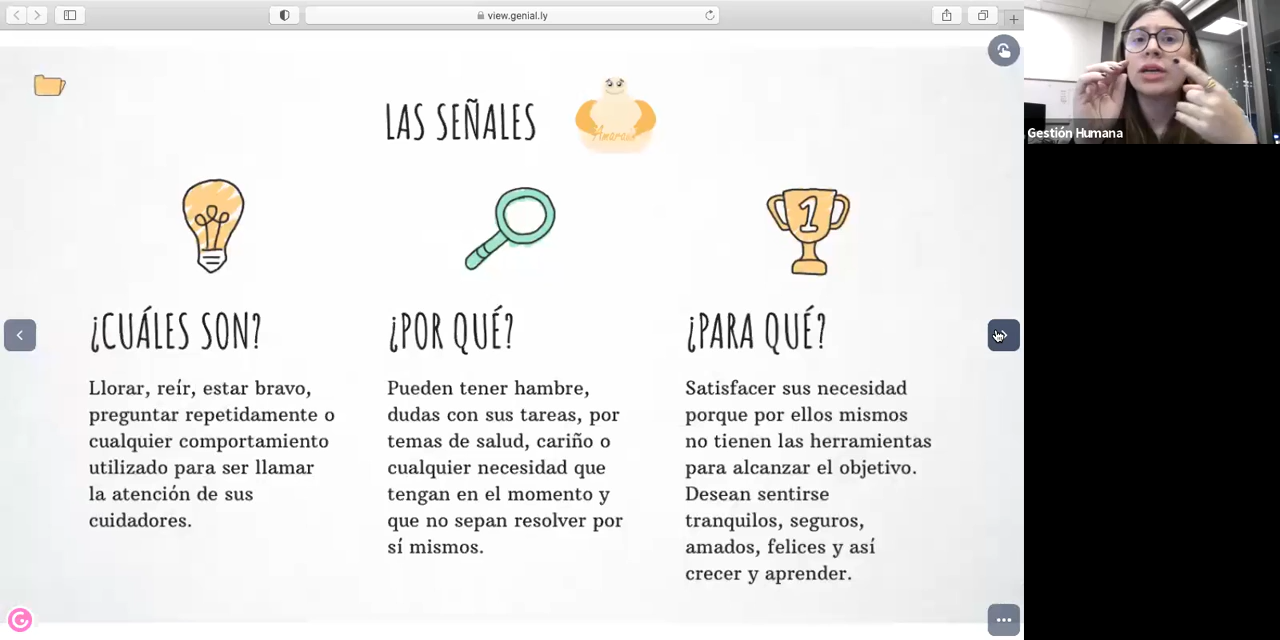 view.genial.ly
LAS SEÑALES
Amaraos
Gestión Humana
1
¿CUÁLES SON?
Llorar, reír, estar bravo,
preguntar repetidamente o
cualquier comportamiento
utilizado para ser llamar
la atención de sus
cuidadores.
¿POR QUÉ?
Pueden tener hambre,
dudas con sus tareas, por
temas de salud, cariño o
cualquier necesidad que
tengan en el momento y
que no sepan resolver por
sí mismos.
¿PARA QUÉ?
Satisfacer sus necesidad
porque por ellos mismos
no tienen las herramientas
para alcanzar el objetivo.
Desean sentirse
tranquilos, seguros,
amados, felices y así
crecer y aprender.